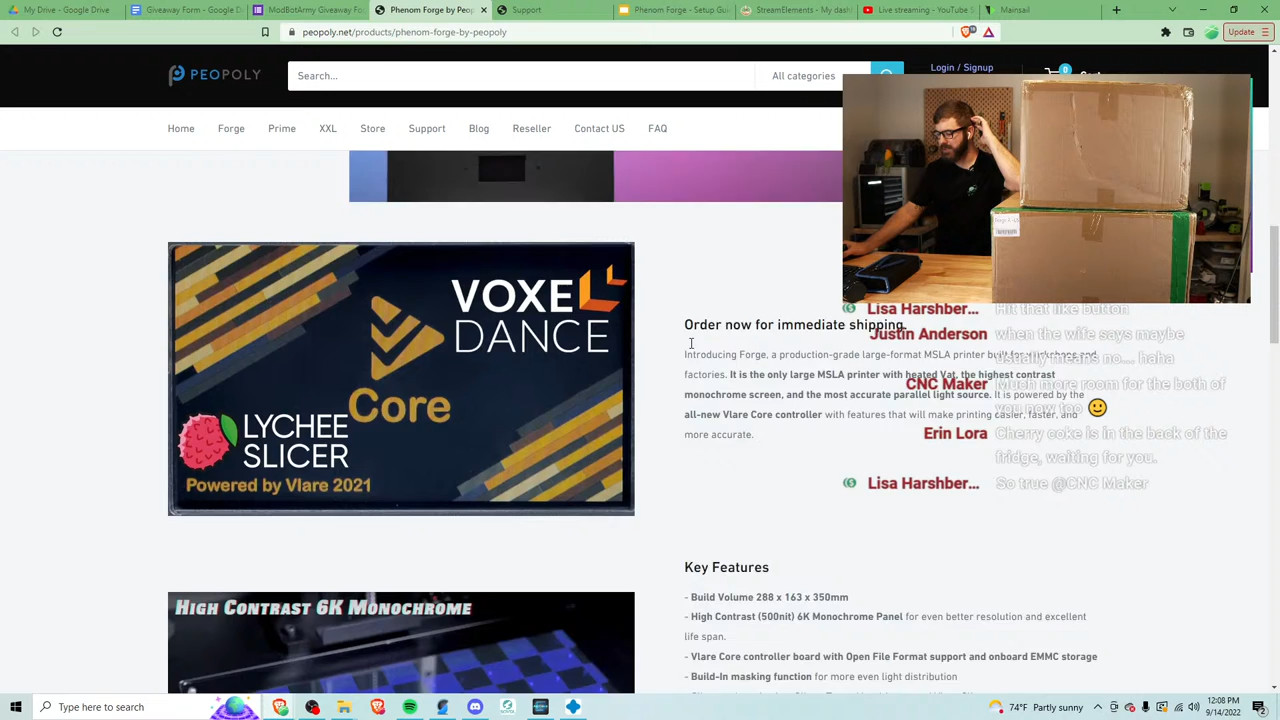 My Drive - Google Drive
Giveaway Form - Google D
ModBotArmy Giveaway Fo
Phenom Forge by Peop
Support
Phenom Forge - Setup Gui
StreamElements - My dash
Live streaming - YouTube S
Mainsail
peopoly.net/products/phenom-forge-by-peopoly
Update
PEOPOLY
Search...
All categories
Login / Signup
0
Cart
Home Forge Prime XXL Store Support Blog Reseller Contact US FAQ
VOXEL
DANCE
Core
LYCHEE
SLICER
Powered by Vlare 2021
Order now for immediate shipping.
Introducing Forge, a production-grade large-format MSLA printer built for workshops and
factories. It is the only large MSLA printer with heated Vat, the highest contrast
monochrome screen, and the most accurate parallel light source. It is powered by the
all-new Vlare Core controller with features that will make printing easier, faster, and
more accurate.
Lisa Harshber... Hit that like button
Justin Anderson when the wife says maybe
usually means no.... haha
CNC Maker Much more room for the both of
you now too
Erin Lora Cherry coke is in the back of the
fridge, waiting for you.
Lisa Harshber... So true @CNC Maker
HIGH CONTRAST 6K MONOCHROME
Key Features
- Build Volume 288 x 163 x 350mm
- High Contrast (500nit) 6K Monochrome Panel for even better resolution and excellent
life span.
- Vlare Core controller board with Open File Format support and onboard EMMC storage
- Build-In masking function for more even light distribution
Type here to search
74°F Partly sunny
12:08 PM
9/14/2022
2